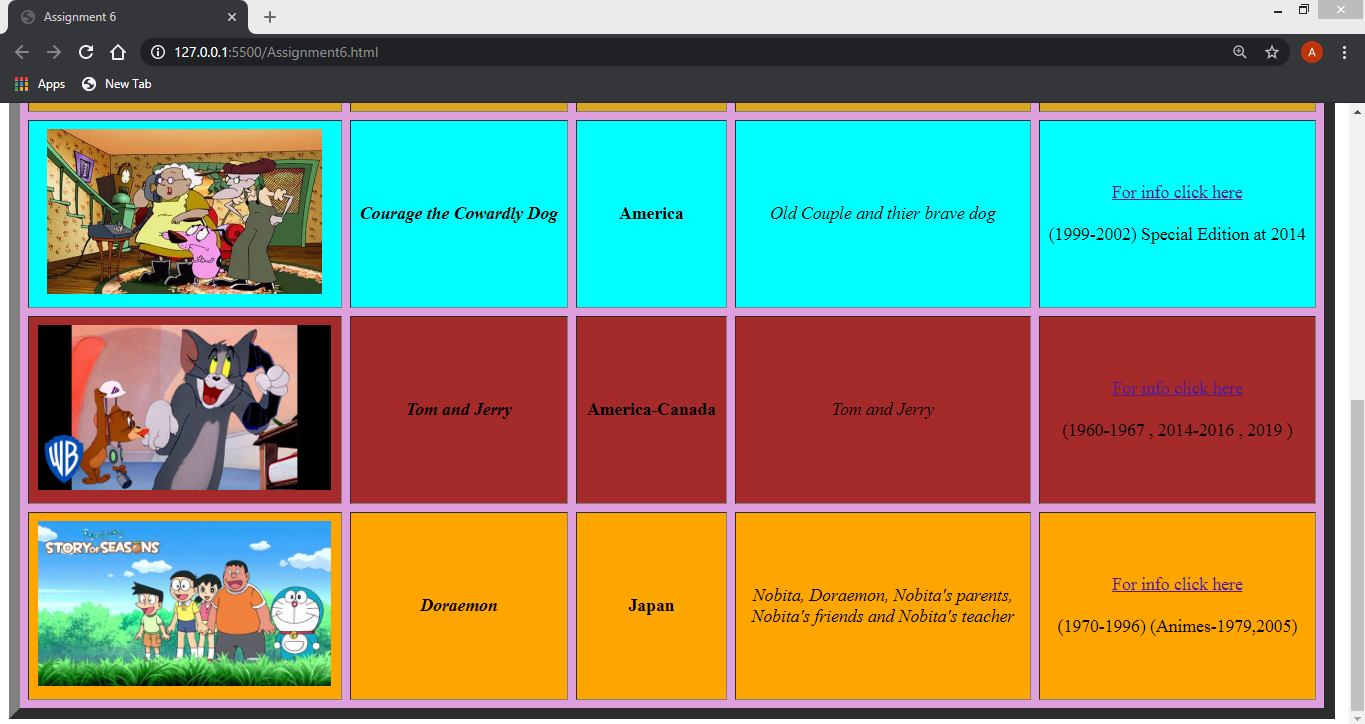 Assignment 6
127.0.0.1:5500/Assignment6.html
A
Apps
New Tab
Courage the Cowardly Dog
America
Old Couple and thier brave dog
For info click here
(1999-2002) Special Edition at 2014
WB
Tom and Jerry
America-Canada
Tom and Jerry
For info click here
(1960-1967 , 2014-2016 , 2019 )
STORY OF SEASONS
Doraemon
Japan
Nobita, Doraemon, Nobita's parents,
Nobita's friends and Nobita's teacher
For info click here
(1970-1996) (Animes-1979,2005)